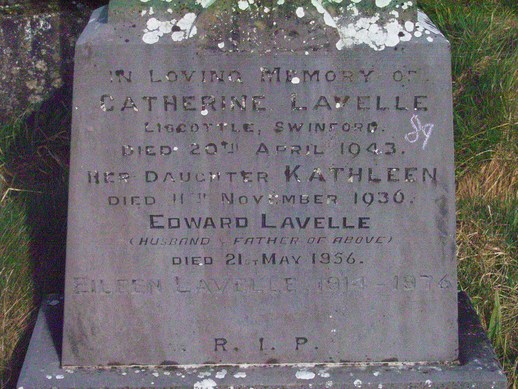 IN LOVING MEMORY OF
CATHERINE LAVELLE
SWINFORD.
DIED 20TH APRIL 1943.
HER DAUGHTER KATHLEEN
DIED 11TH NOVEMBER 1930.
EDWARD LAVELLE
(HUSBAND & FATHER OF ABOVE)
DIED 21ST MAY 1956.
EILEEN LAVELLE 1914-1976
R. I. P.